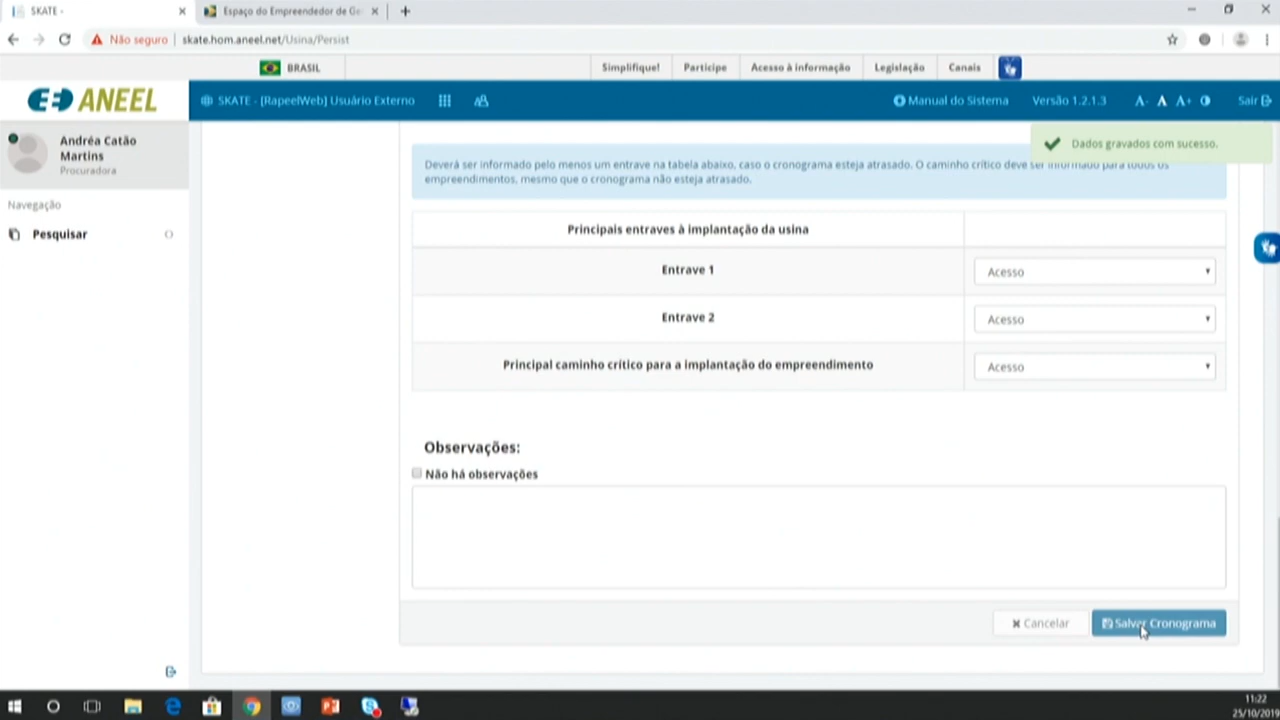 SKATE -
Espaço do Empreendedor de G
Não seguro
skate.hom.aneel.net/Usina/Persist
BRASIL
Simplifique!
Participe
Acesso à informação
Legislação
Canais
ANEEL
SKATE - [RapeelWeb] Usuário Externo
Manual do Sistema
Versão 1.2.1.3
A-
A
A+
Sair
Andréa Catão
Martins
Procuradora
Dados gravados com sucesso.
Navegação
Pesquisar
Deverá ser informado pelo menos um entrave na tabela abaixo, caso o cronograma esteja atrasado. O caminho crítico deve ser informado para todos os
empreendimentos, mesmo que o cronograma não esteja atrasado.
Principais entraves à implantação da usina
Entrave 1
Acesso
Entrave 2
Acesso
Principal caminho crítico para a implantação do empreendimento
Acesso
Observações:
Não há observações
Cancelar
Salvar Cronograma
11:22
25/10/2019